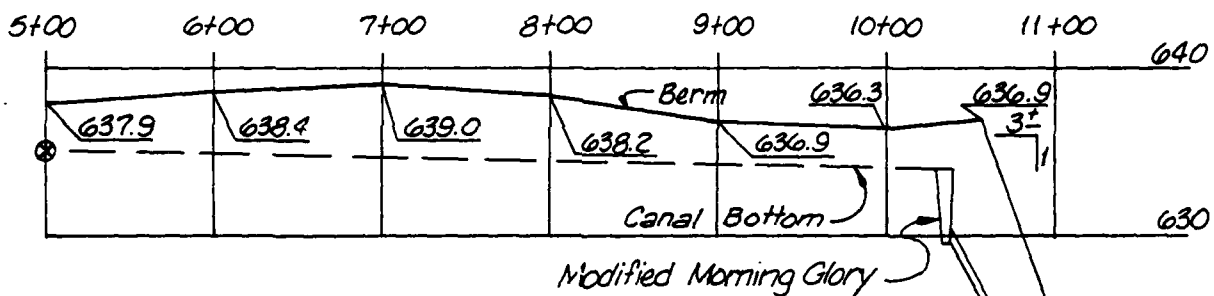 5+00 6+00 7+00 8+00 9+00 10+00 11+00
640
Berm 636.3 636.9
637.9 638.4 639.0 638.2 636.9 3± 1
Canal Bottom
630
Modified Morning Glory